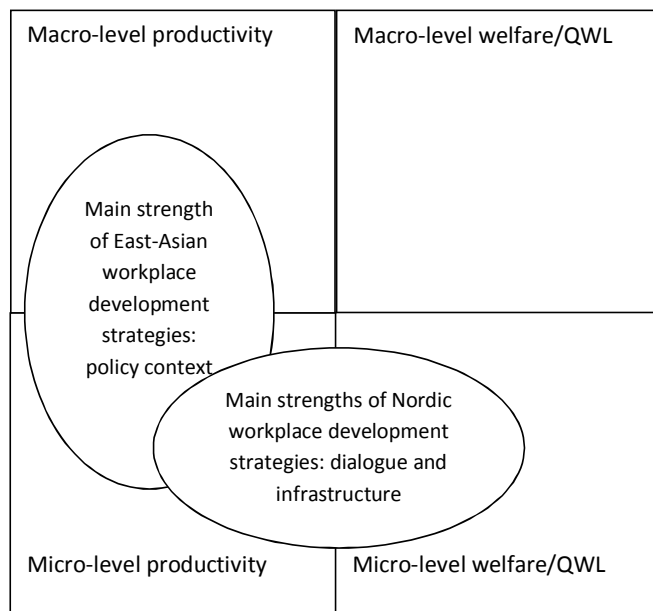 Macro-level productivity
Macro-level welfare/QWL
Main strength
of East-Asian
workplace
development
strategies:
policy context
Main strengths of Nordic
workplace development
strategies: dialogue and
infrastructure
Micro-level productivity
Micro-level welfare/QWL